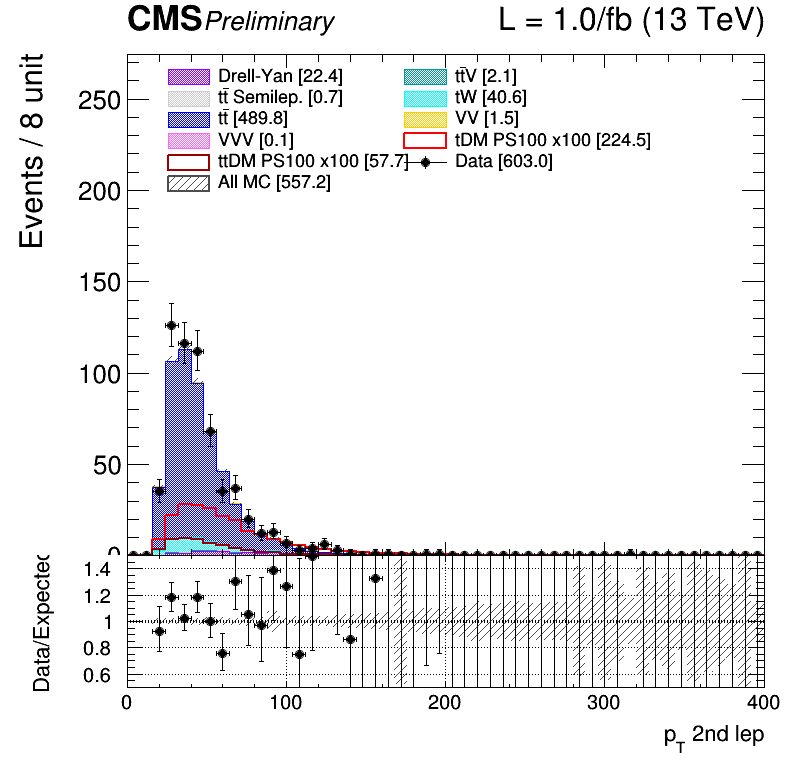 CMS Preliminary L = 1.0/fb (13 TeV)
Events / 8 unit
Drell-Yan [22.4] tt̄V [2.1]
tt̄ Semilep. [0.7] tW [40.6]
tt̄ [489.8] VV [1.5]
VVV [0.1] tDM PS100 x100 [224.5]
ttDM PS100 x100 [57.7] Data [603.0]
All MC [557.2]
250
200
150
100
50
0
Data/Expected
1.4
1.2
1
0.8
0.6
0 100 200 300 400
p_T 2nd lep